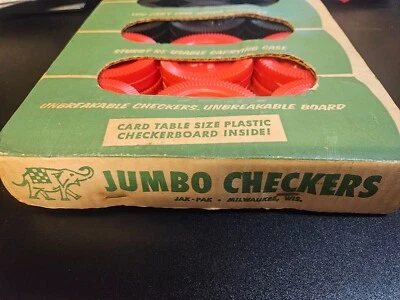 STURDY RE-USABLE CARRYING CASE
UNBREAKABLE CHECKERS, UNBREAKABLE BOARD
CARD TABLE SIZE PLASTIC
CHECKERBOARD INSIDE!
JUMBO CHECKERS
JAK-PAK • MILWAUKEE, WIS.